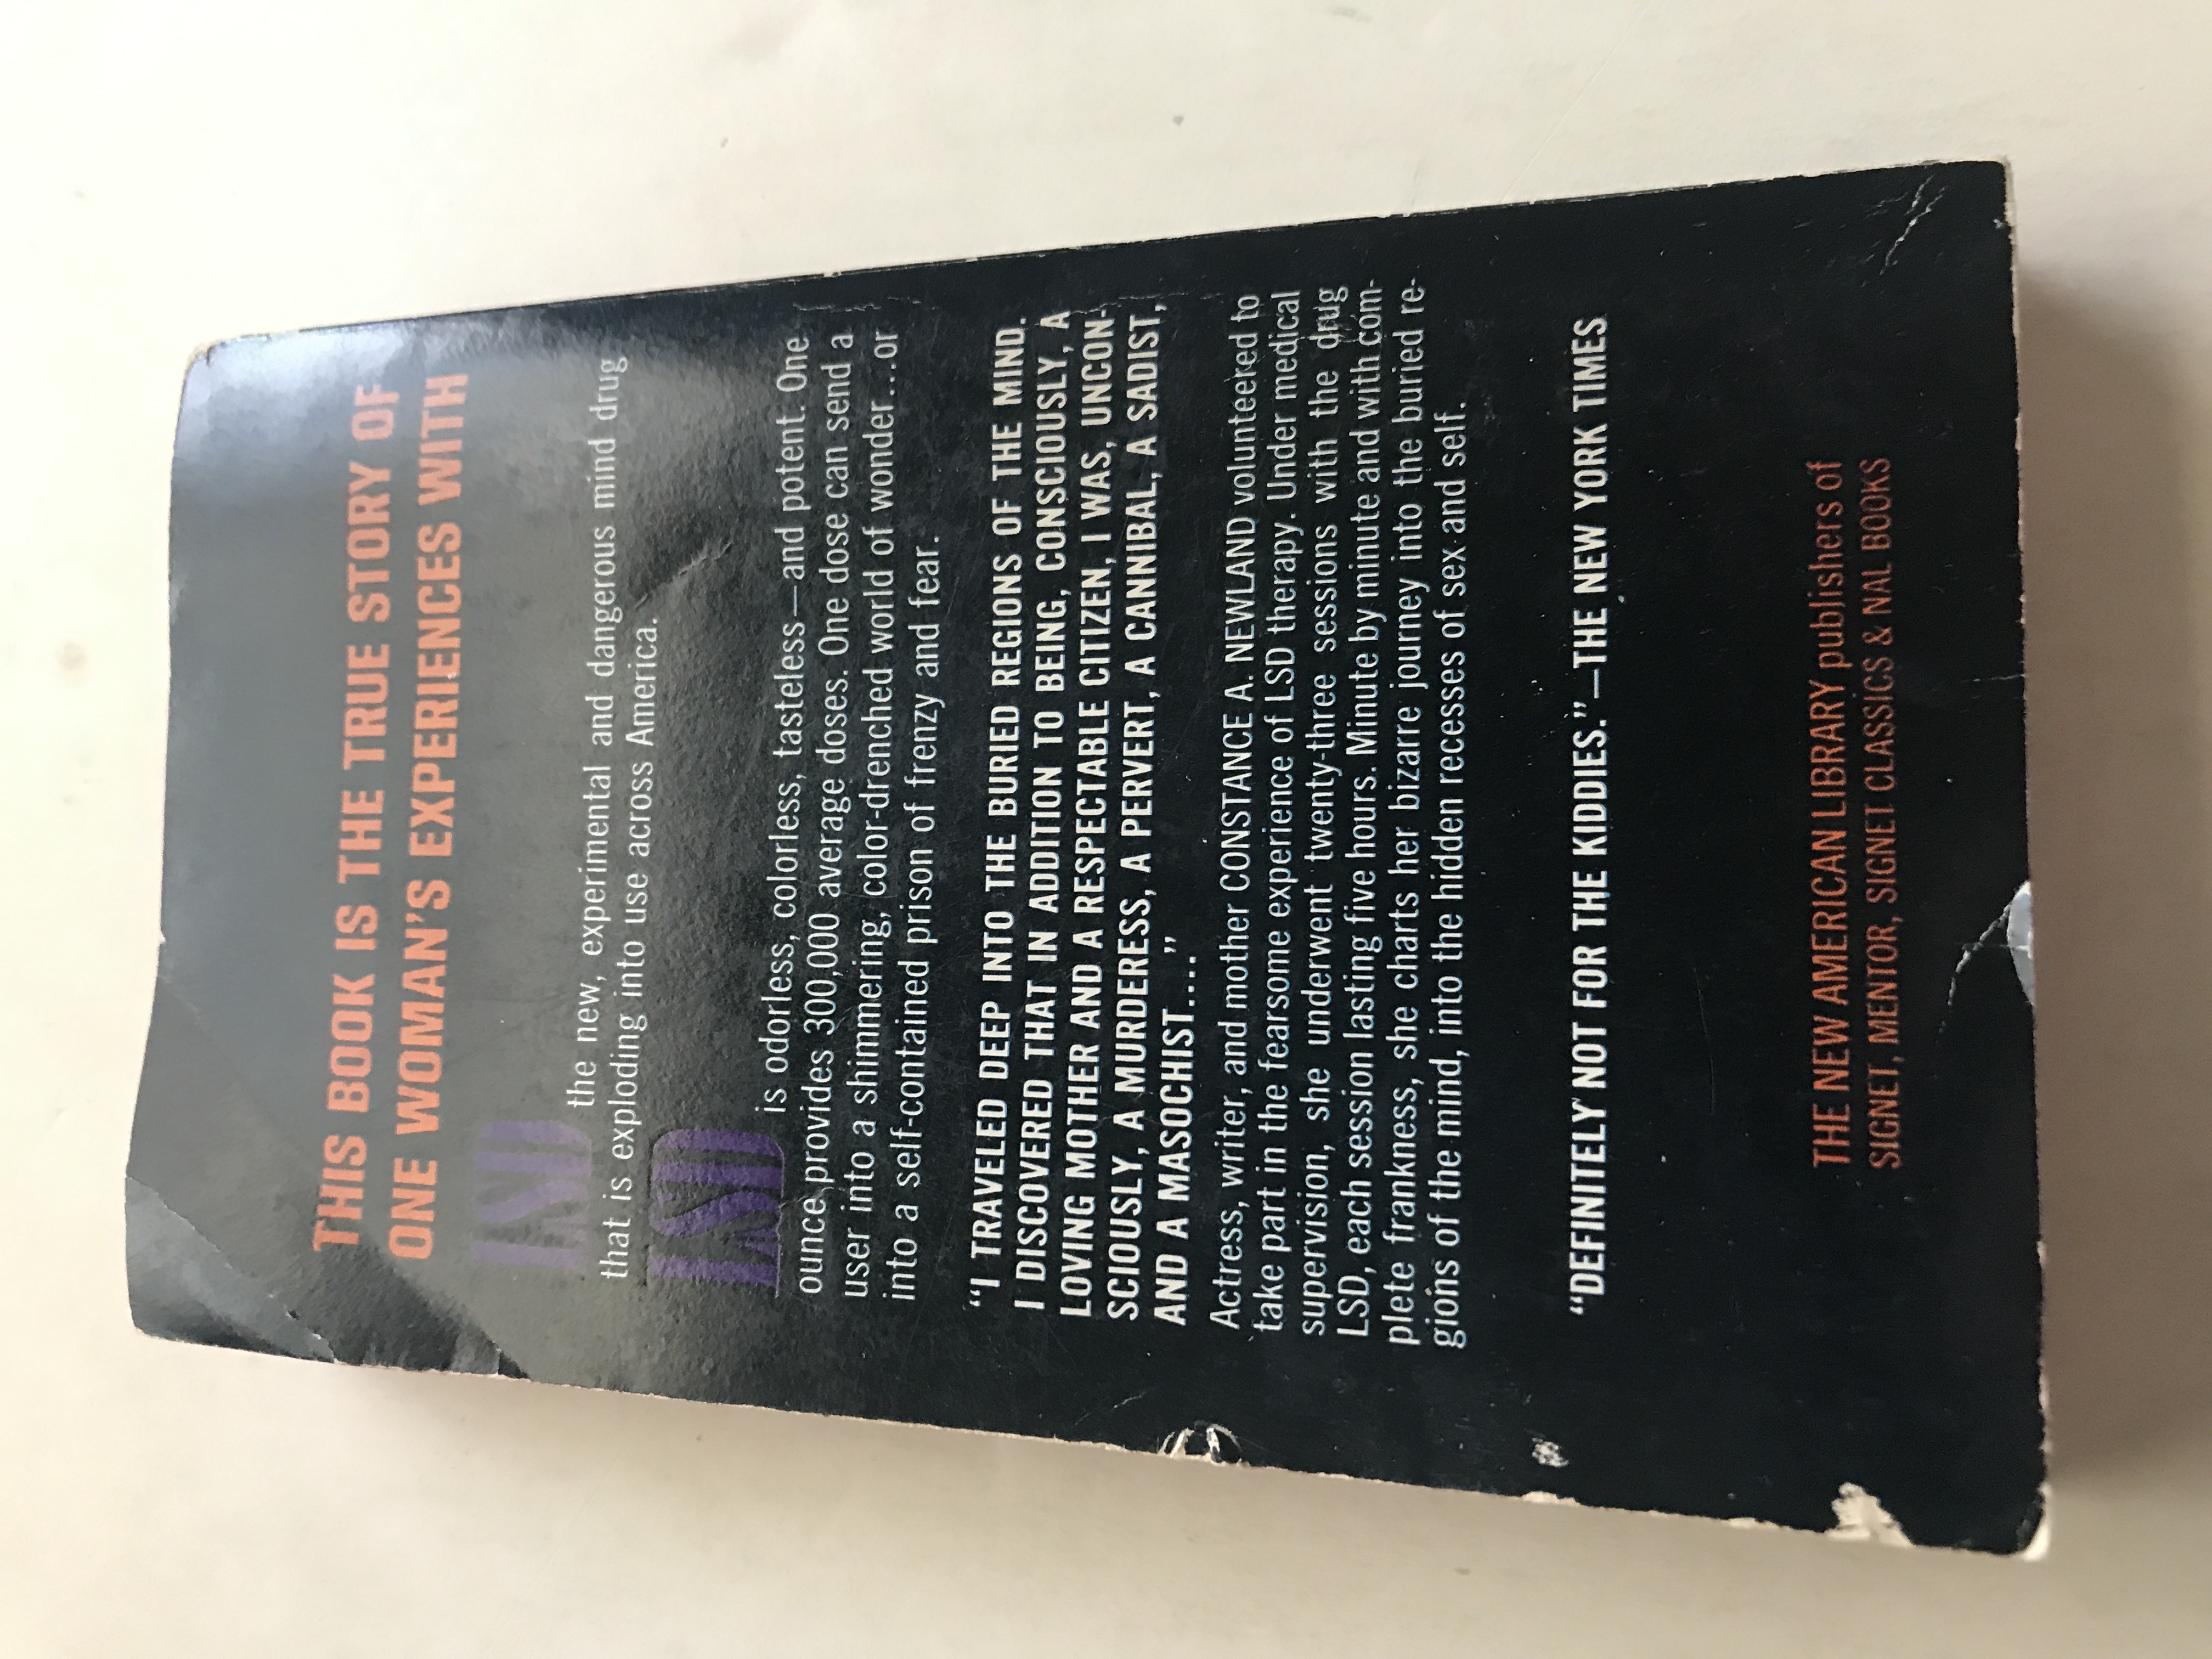 THIS BOOK IS THE TRUE STORY OF
ONE WOMAN'S EXPERIENCES WITH
LSD the new, experimental and dangerous mind drug
that is exploding into use across America.
LSD is odorless, colorless, tasteless—and potent. One
ounce provides 300,000 average doses. One dose can send a
user into a shimmering, color-drenched world of wonder....or
into a self-contained prison of frenzy and fear.
“I TRAVELED DEEP INTO THE BURIED REGIONS OF THE MIND.
I DISCOVERED THAT IN ADDITION TO BEING, CONSCIOUSLY, A
LOVING MOTHER AND A RESPECTABLE CITIZEN, I WAS, UNCON-
SCIOUSLY, A MURDERESS, A PERVERT, A CANNIBAL, A SADIST,
AND A MASOCHIST....”
Actress, writer, and mother CONSTANCE A. NEWLAND volunteered to
take part in the fearsome experience of LSD therapy. Under medical
supervision, she underwent twenty-three sessions with the drug
LSD, each session lasting five hours. Minute by minute and with com-
plete frankness, she charts her bizarre journey into the buried re-
gions of the mind, into the hidden recesses of sex and self.
“DEFINITELY NOT FOR THE KIDDIES.”—THE NEW YORK TIMES
THE NEW AMERICAN LIBRARY publishers of
SIGNET, MENTOR, SIGNET CLASSICS & NAL BOOKS